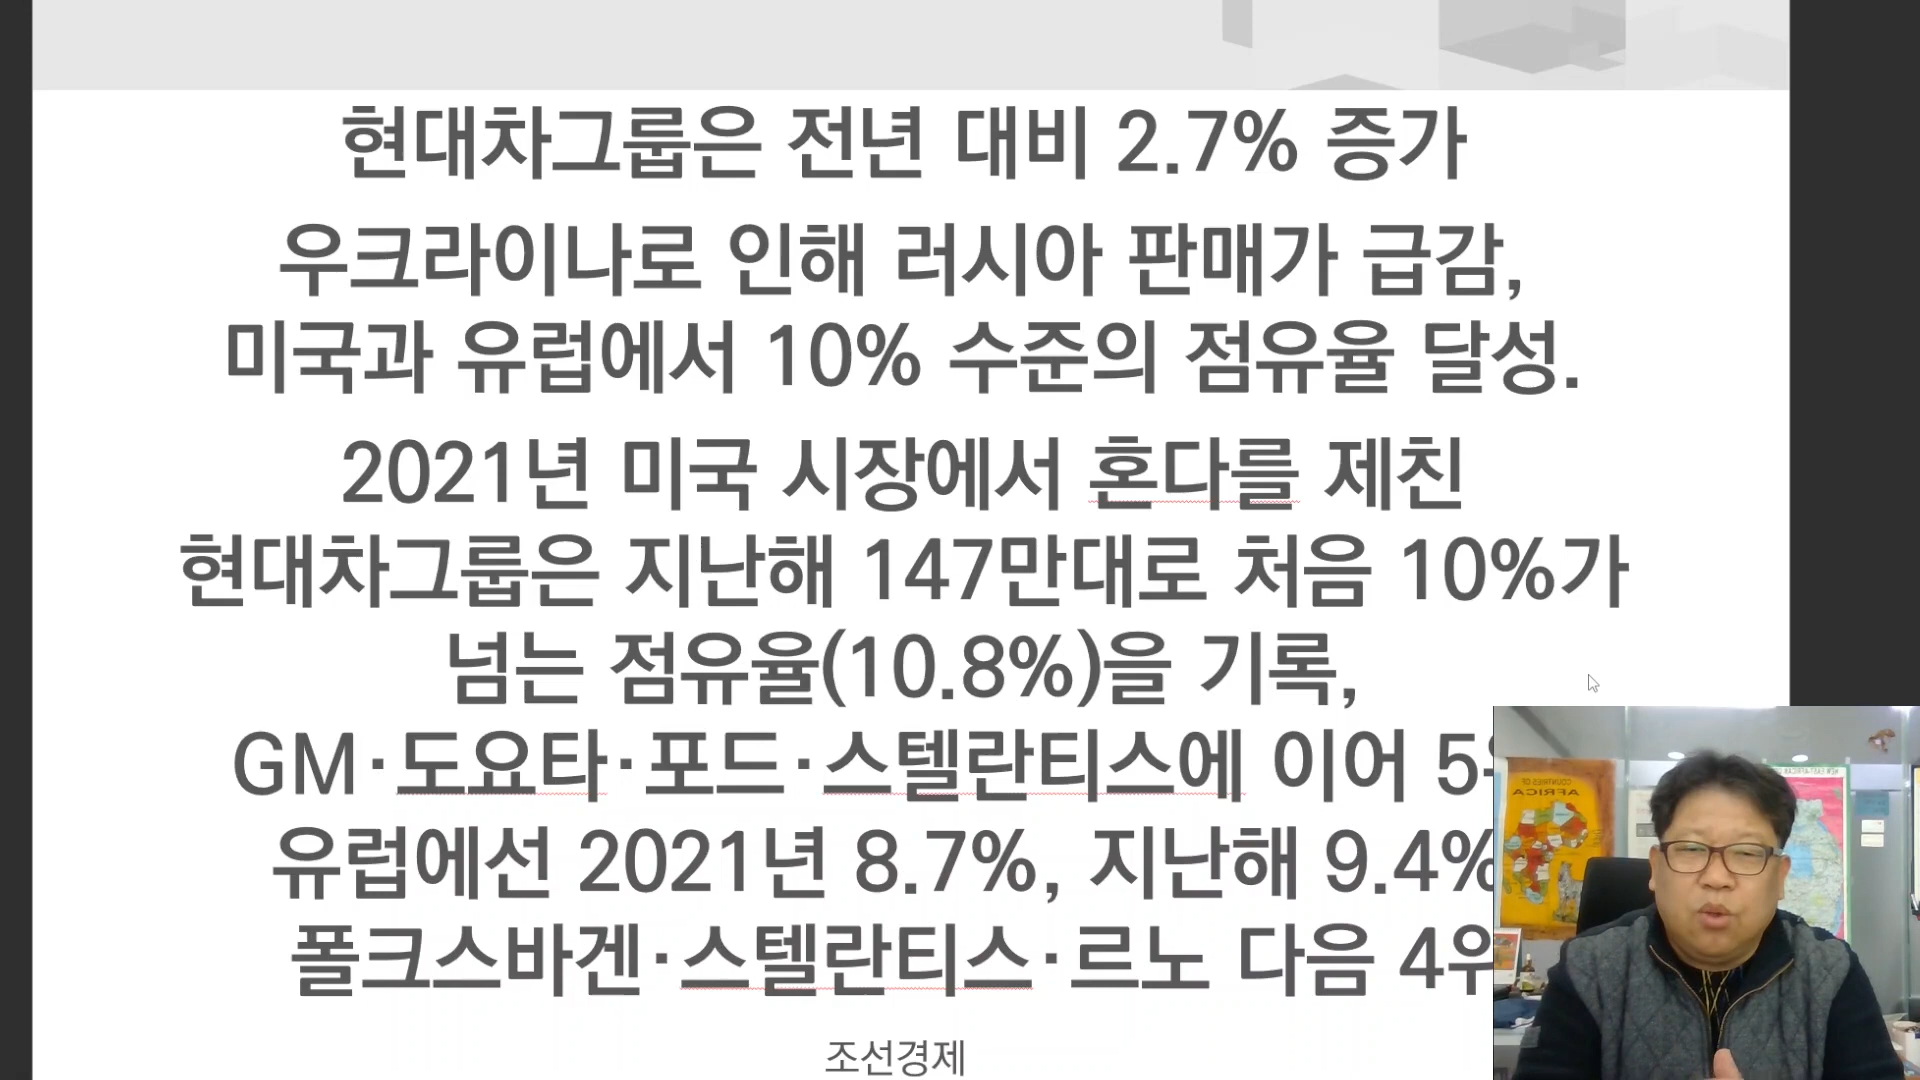 현대차그룹은 전년 대비 2.7% 증가
우크라이나로 인해 러시아 판매가 급감,
미국과 유럽에서 10% 수준의 점유율 달성.
2021년 미국 시장에서 혼다를 제친
현대차그룹은 지난해 147만대로 처음 10%가
넘는 점유율(10.8%)을 기록,
GM·도요타·포드·스텔란티스에 이어 5위
유럽에선 2021년 8.7%, 지난해 9.4%
폴크스바겐·스텔란티스·르노 다음 4위
조선경제
COUNTRIES OF
AFRICA